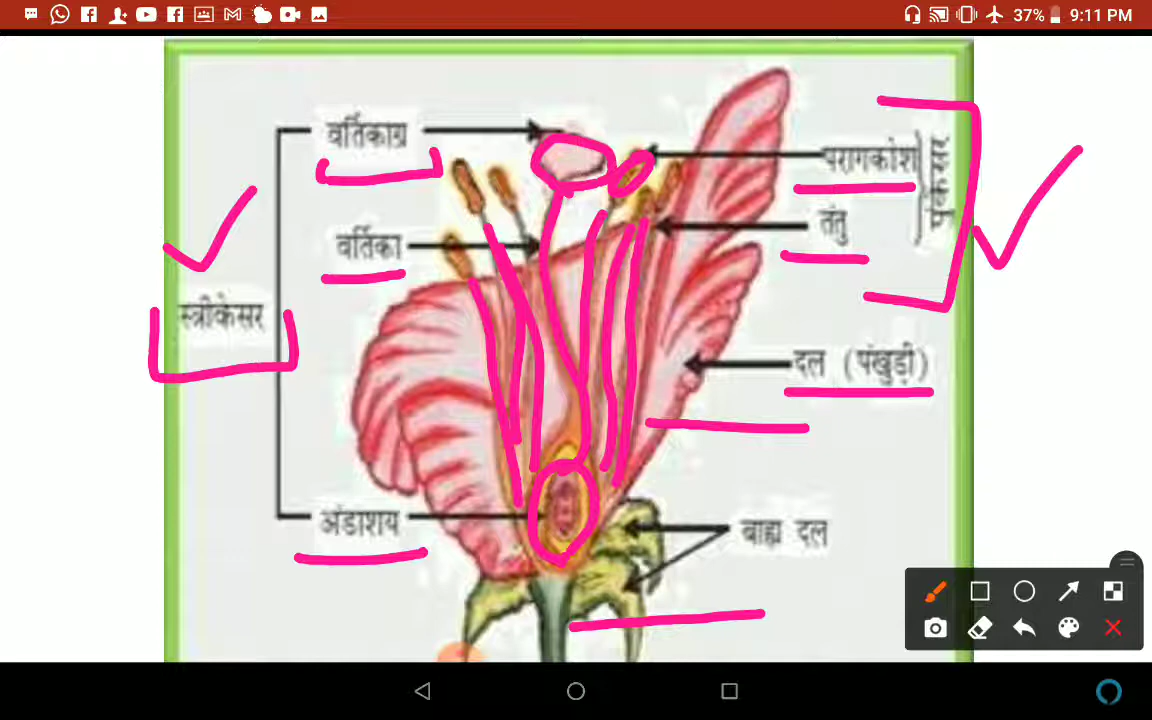 37% 9:11 PM
वर्तिकाग्र
परागकोश
पुंकेसर
तंतु
वर्तिका
स्त्रीकेसर
दल (पंखुड़ी)
अंडाशय
बाह्य दल